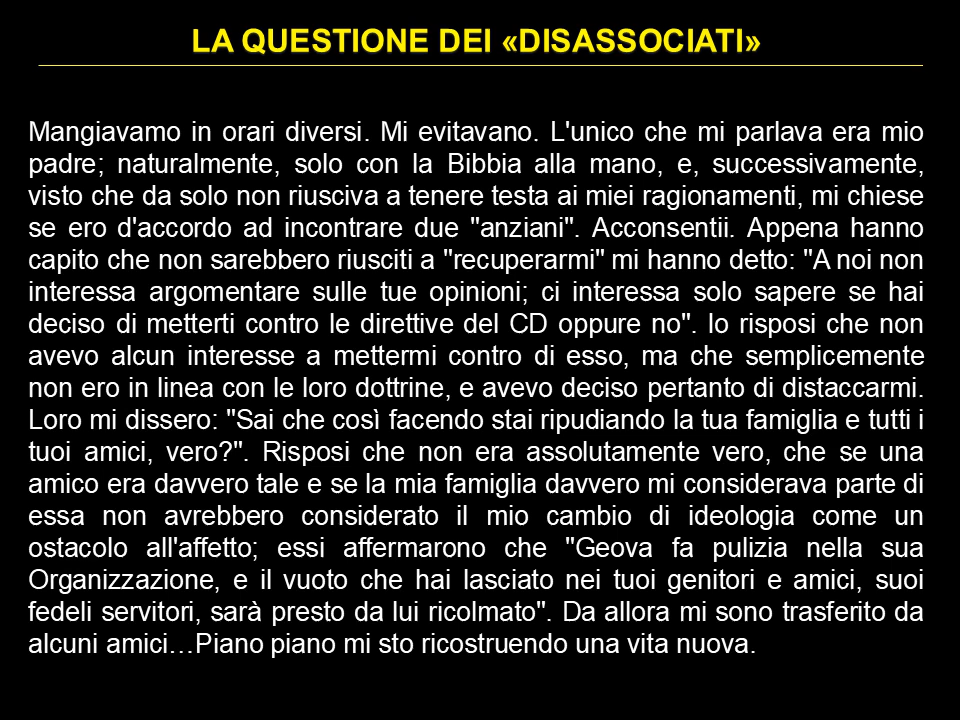 LA QUESTIONE DEI «DISASSOCIATI»
Mangiavamo in orari diversi. Mi evitavano. L'unico che mi parlava era mio
padre; naturalmente, solo con la Bibbia alla mano, e, successivamente,
visto che da solo non riusciva a tenere testa ai miei ragionamenti, mi chiese
se ero d'accordo ad incontrare due "anziani". Acconsentii. Appena hanno
capito che non sarebbero riusciti a "recuperarmi" mi hanno detto: "A noi non
interessa argomentare sulle tue opinioni; ci interessa solo sapere se hai
deciso di metterti contro le direttive del CD oppure no". Io risposi che non
avevo alcun interesse a mettermi contro di esso, ma che semplicemente
non ero in linea con le loro dottrine, e avevo deciso pertanto di distaccarmi.
Loro mi dissero: "Sai che così facendo stai ripudiando la tua famiglia e tutti i
tuoi amici, vero?". Risposi che non era assolutamente vero, che se una
amico era davvero tale e se la mia famiglia davvero mi considerava parte di
essa non avrebbero considerato il mio cambio di ideologia come un
ostacolo all'affetto; essi affermarono che "Geova fa pulizia nella sua
Organizzazione, e il vuoto che hai lasciato nei tuoi genitori e amici, suoi
fedeli servitori, sarà presto da lui ricolmato". Da allora mi sono trasferito da
alcuni amici…Piano piano mi sto ricostruendo una vita nuova.